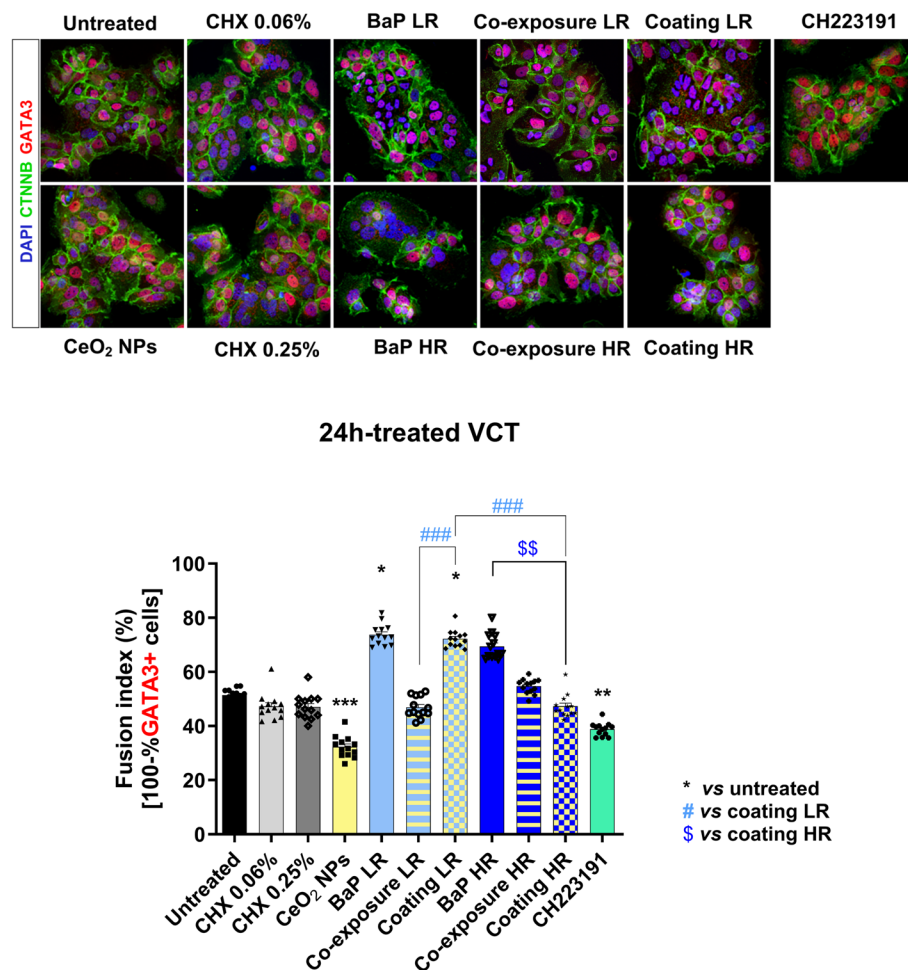 Untreated CHX 0.06% BaP LR Co-exposure LR Coating LR CH223191
DAPI CTNNB GATA3
CeO₂ NPs CHX 0.25% BaP HR Co-exposure HR Coating HR
24h-treated VCT
###
###
$$
*
*
***
**
Fusion index (%)
[100-%GATA3+ cells]
100
80
60
40
20
0
Untreated
CHX 0.06%
CHX 0.25%
CeO₂ NPs
BaP LR
Co-exposure LR
Coating LR
BaP HR
Co-exposure HR
Coating HR
CH223191
* vs untreated
# vs coating LR
$ vs coating HR